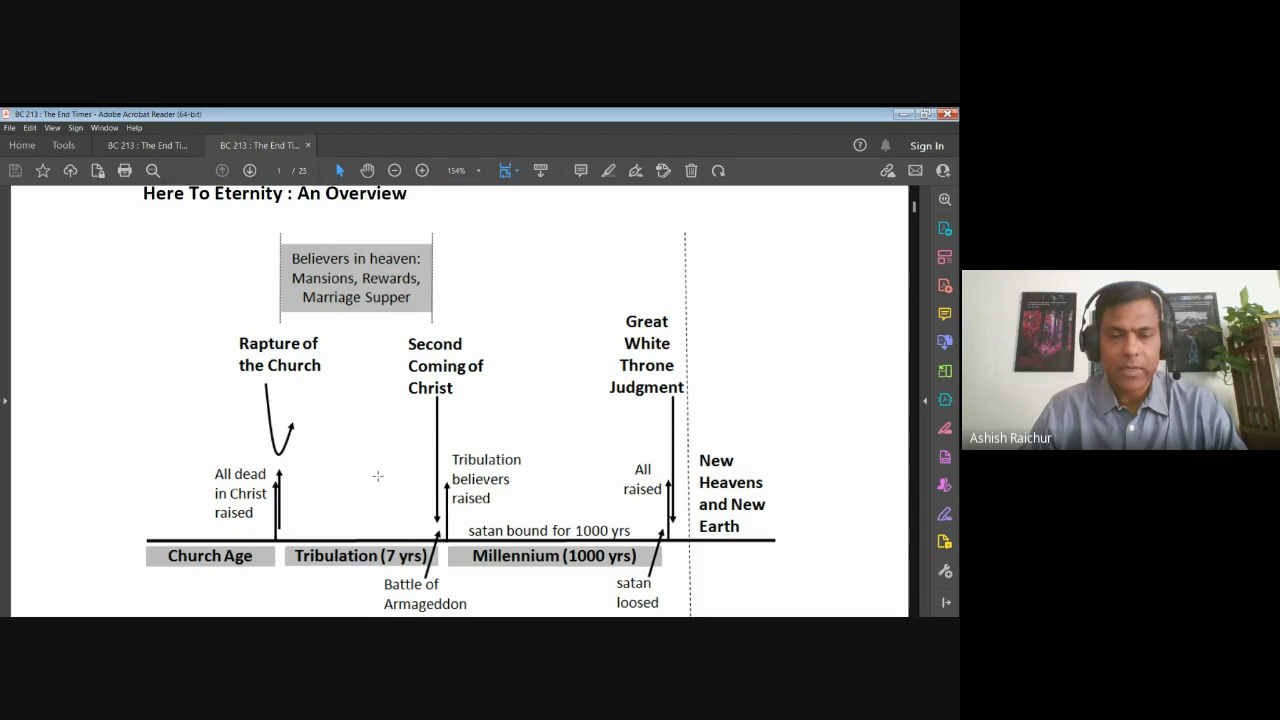 BC 213 : The End Times - Adobe Acrobat Reader (64-bit)
File Edit View Sign Window Help
Home Tools BC 213 : The End Ti... BC 213 : The End Ti... × Sign In
1 / 25 154%
Here To Eternity : An Overview
Believers in heaven:
Mansions, Rewards,
Marriage Supper
Rapture of
the Church
Second
Coming of
Christ
Great
White
Throne
Judgment
All dead
in Christ
raised
Tribulation
believers
raised
All
raised
New
Heavens
and New
Earth
satan bound for 1000 yrs
Church Age
Tribulation (7 yrs)
Millennium (1000 yrs)
Battle of
Armageddon
satan
loosed
Ashish Raichur